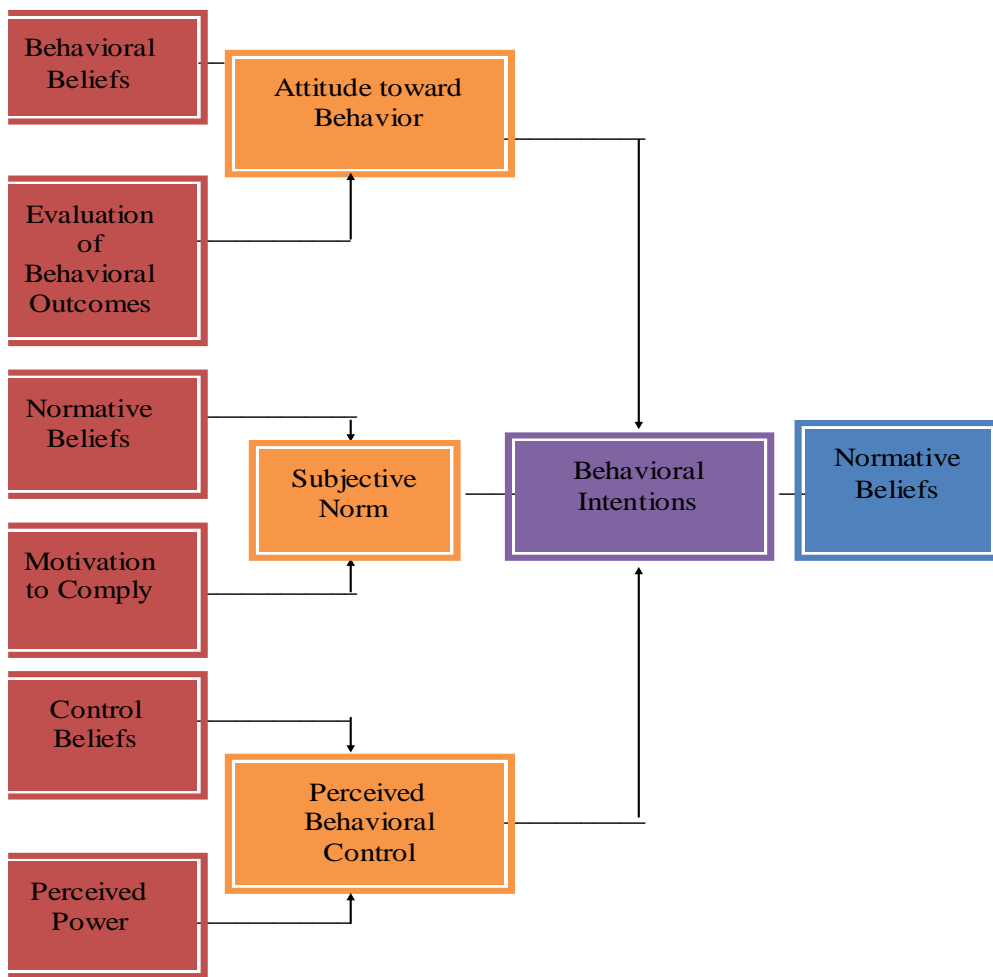 Behavioral
Beliefs
Attitude toward
Behavior
Evaluation
of
Behavioral
Outcomes
Normative
Beliefs
Subjective
Norm
Behavioral
Intentions
Normative
Beliefs
Motivation
to Comply
Control
Beliefs
Perceived
Behavioral
Control
Perceived
Power